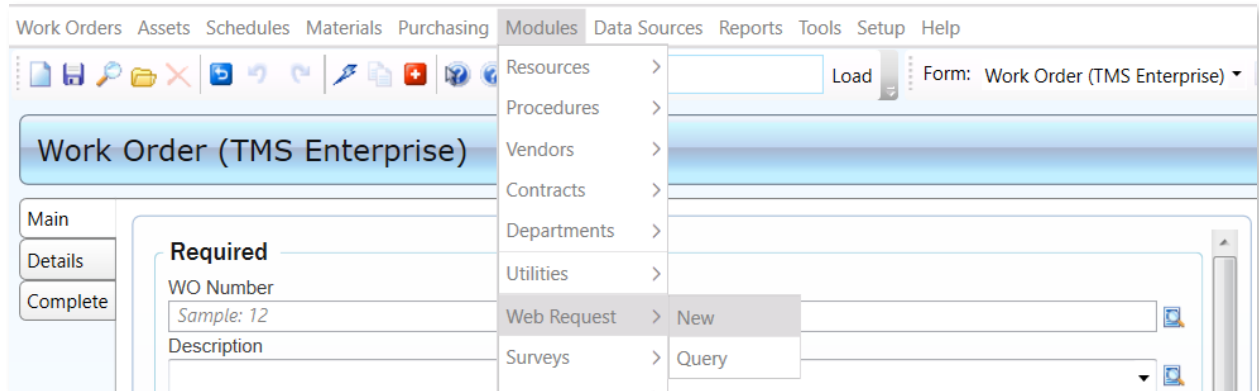 Work Orders Assets Schedules Materials Purchasing Modules Data Sources Reports Tools Setup Help
Resources
Load
Form: Work Order (TMS Enterprise)
Procedures
Work Order (TMS Enterprise)
Vendors
Contracts
Main
Departments
Details
Required
Utilities
WO Number
Complete
Sample: 12
Web Request
New
Description
Surveys
Query